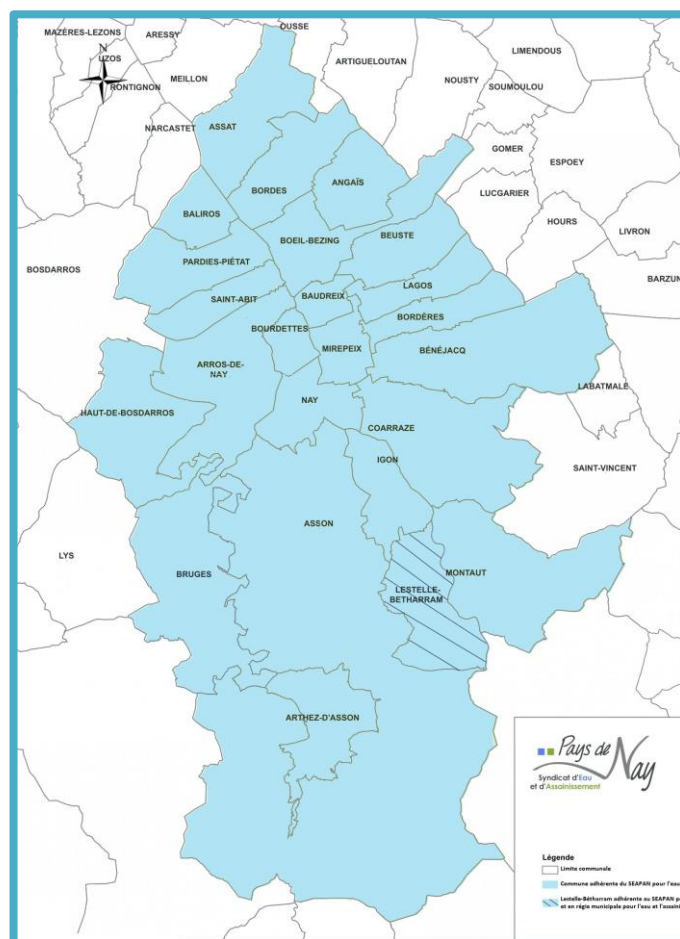 OUSSE
MAZÈRES-LEZONS
ARESSY
N
UZOS
LIMENDOUS
ARTIGUELOUTAN
MEILLON
NOUSTY
SOUMOULOU
RONTIGNON
NARCASTET
ASSAT
GOMER
ESPOEY
ANGAÏS
BORDES
LUCGARIER
BALIROS
HOURS
LIVRON
BEUSTE
BOEIL-BEZING
PARDIES-PIÉTAT
BOSDARROS
BARZUN
LAGOS
SAINT-ABIT
BAUDREIX
BORDÈRES
BOURDETTES
MIREPEIX
BÉNÉJACQ
ARROS-DE-
NAY
LABATMALE
NAY
HAUT-DE-BOSDARROS
COARRAZE
IGON
SAINT-VINCENT
ASSON
LYS
BRUGES
MONTAUT
LESTELLE-
BETHARRAM
ARTHEZ-D'ASSON
Pays de Nay
Syndicat d'Eau
et d'Assainissement
Légende
Limite communale
Commune adhérente du SEAPAN pour l'eau
Lestelle-Bétharram adhérente au SEAPAN p
et en régie municipale pour l'eau et l'assaini